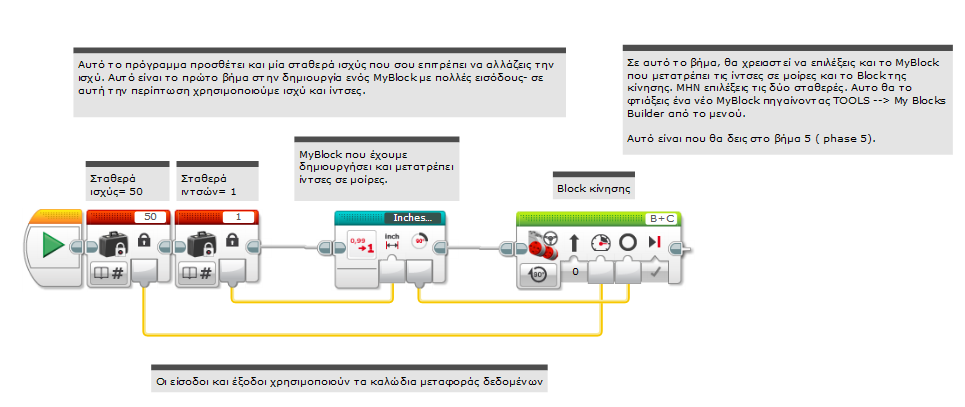 Αυτό το πρόγραμμα προσθέτει και μία σταθερά ισχύς που σου επιτρέπει να αλλάζεις την
ισχύ. Αυτό είναι το πρώτο βήμα στην δημιουργία ενός MyBlock με πολλές εισόδους- σε
αυτή την περίπτωση χρησιμοποιούμε ισχύ και ίντσες.
Σε αυτό το βήμα, θα χρειαστεί να επιλέξεις και το MyBlock
που μετατρέπει τις ίντσες σε μοίρες και το Block της
κίνησης. ΜΗΝ επιλέξεις τις δύο σταθερές. Αυτο θα το
φτιάξεις ένα νέο MyBlock πηγαίνοντας TOOLS --> My Blocks
Builder από το μενού.
Αυτό είναι που θα δεις στο βήμα 5 ( phase 5).
MyBlock που έχουμε
δημιουργήσει και μετατρέπει
ίντσες σε μοίρες.
Σταθερά
ισχύς= 50
Σταθερά
ιντσών= 1
Block κίνησης
50
1
Inches...
B+C
0,99
1
Inch
90°
#
#
90°
0
Οι είσοδοι και έξοδοι χρησιμοποιούν τα καλώδια μεταφοράς δεδομένων